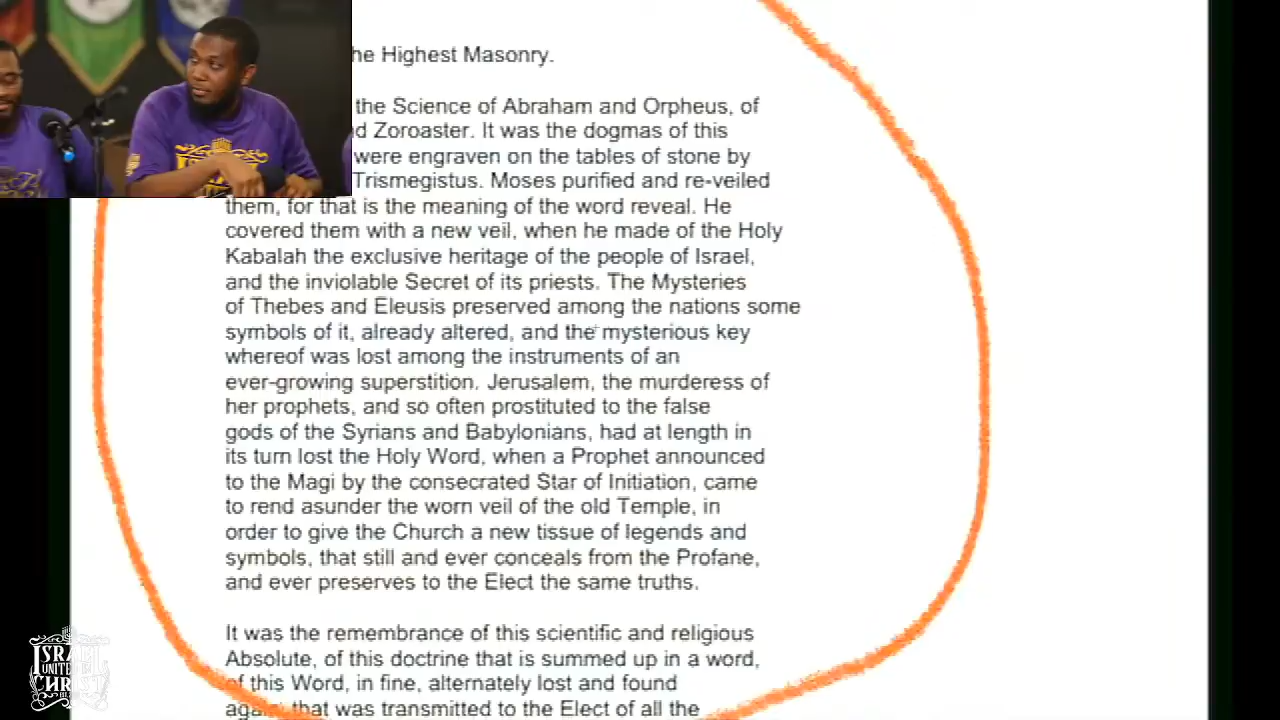 he Highest Masonry.
the Science of Abraham and Orpheus, of
d Zoroaster. It was the dogmas of this
were engraven on the tables of stone by
Trismegistus. Moses purified and re-veiled
them, for that is the meaning of the word reveal. He
covered them with a new veil, when he made of the Holy
Kabalah the exclusive heritage of the people of Israel,
and the inviolable Secret of its priests. The Mysteries
of Thebes and Eleusis preserved among the nations some
symbols of it, already altered, and the mysterious key
whereof was lost among the instruments of an
ever-growing superstition. Jerusalem, the murderess of
her prophets, and so often prostituted to the false
gods of the Syrians and Babylonians, had at length in
its turn lost the Holy Word, when a Prophet announced
to the Magi by the consecrated Star of Initiation, came
to rend asunder the worn veil of the old Temple, in
order to give the Church a new tissue of legends and
symbols, that still and ever conceals from the Profane,
and ever preserves to the Elect the same truths.
It was the remembrance of this scientific and religious
Absolute, of this doctrine that is summed up in a word,
of this Word, in fine, alternately lost and found
again, that was transmitted to the Elect of all the
ISRAEL
UNITED IN
CHRIST